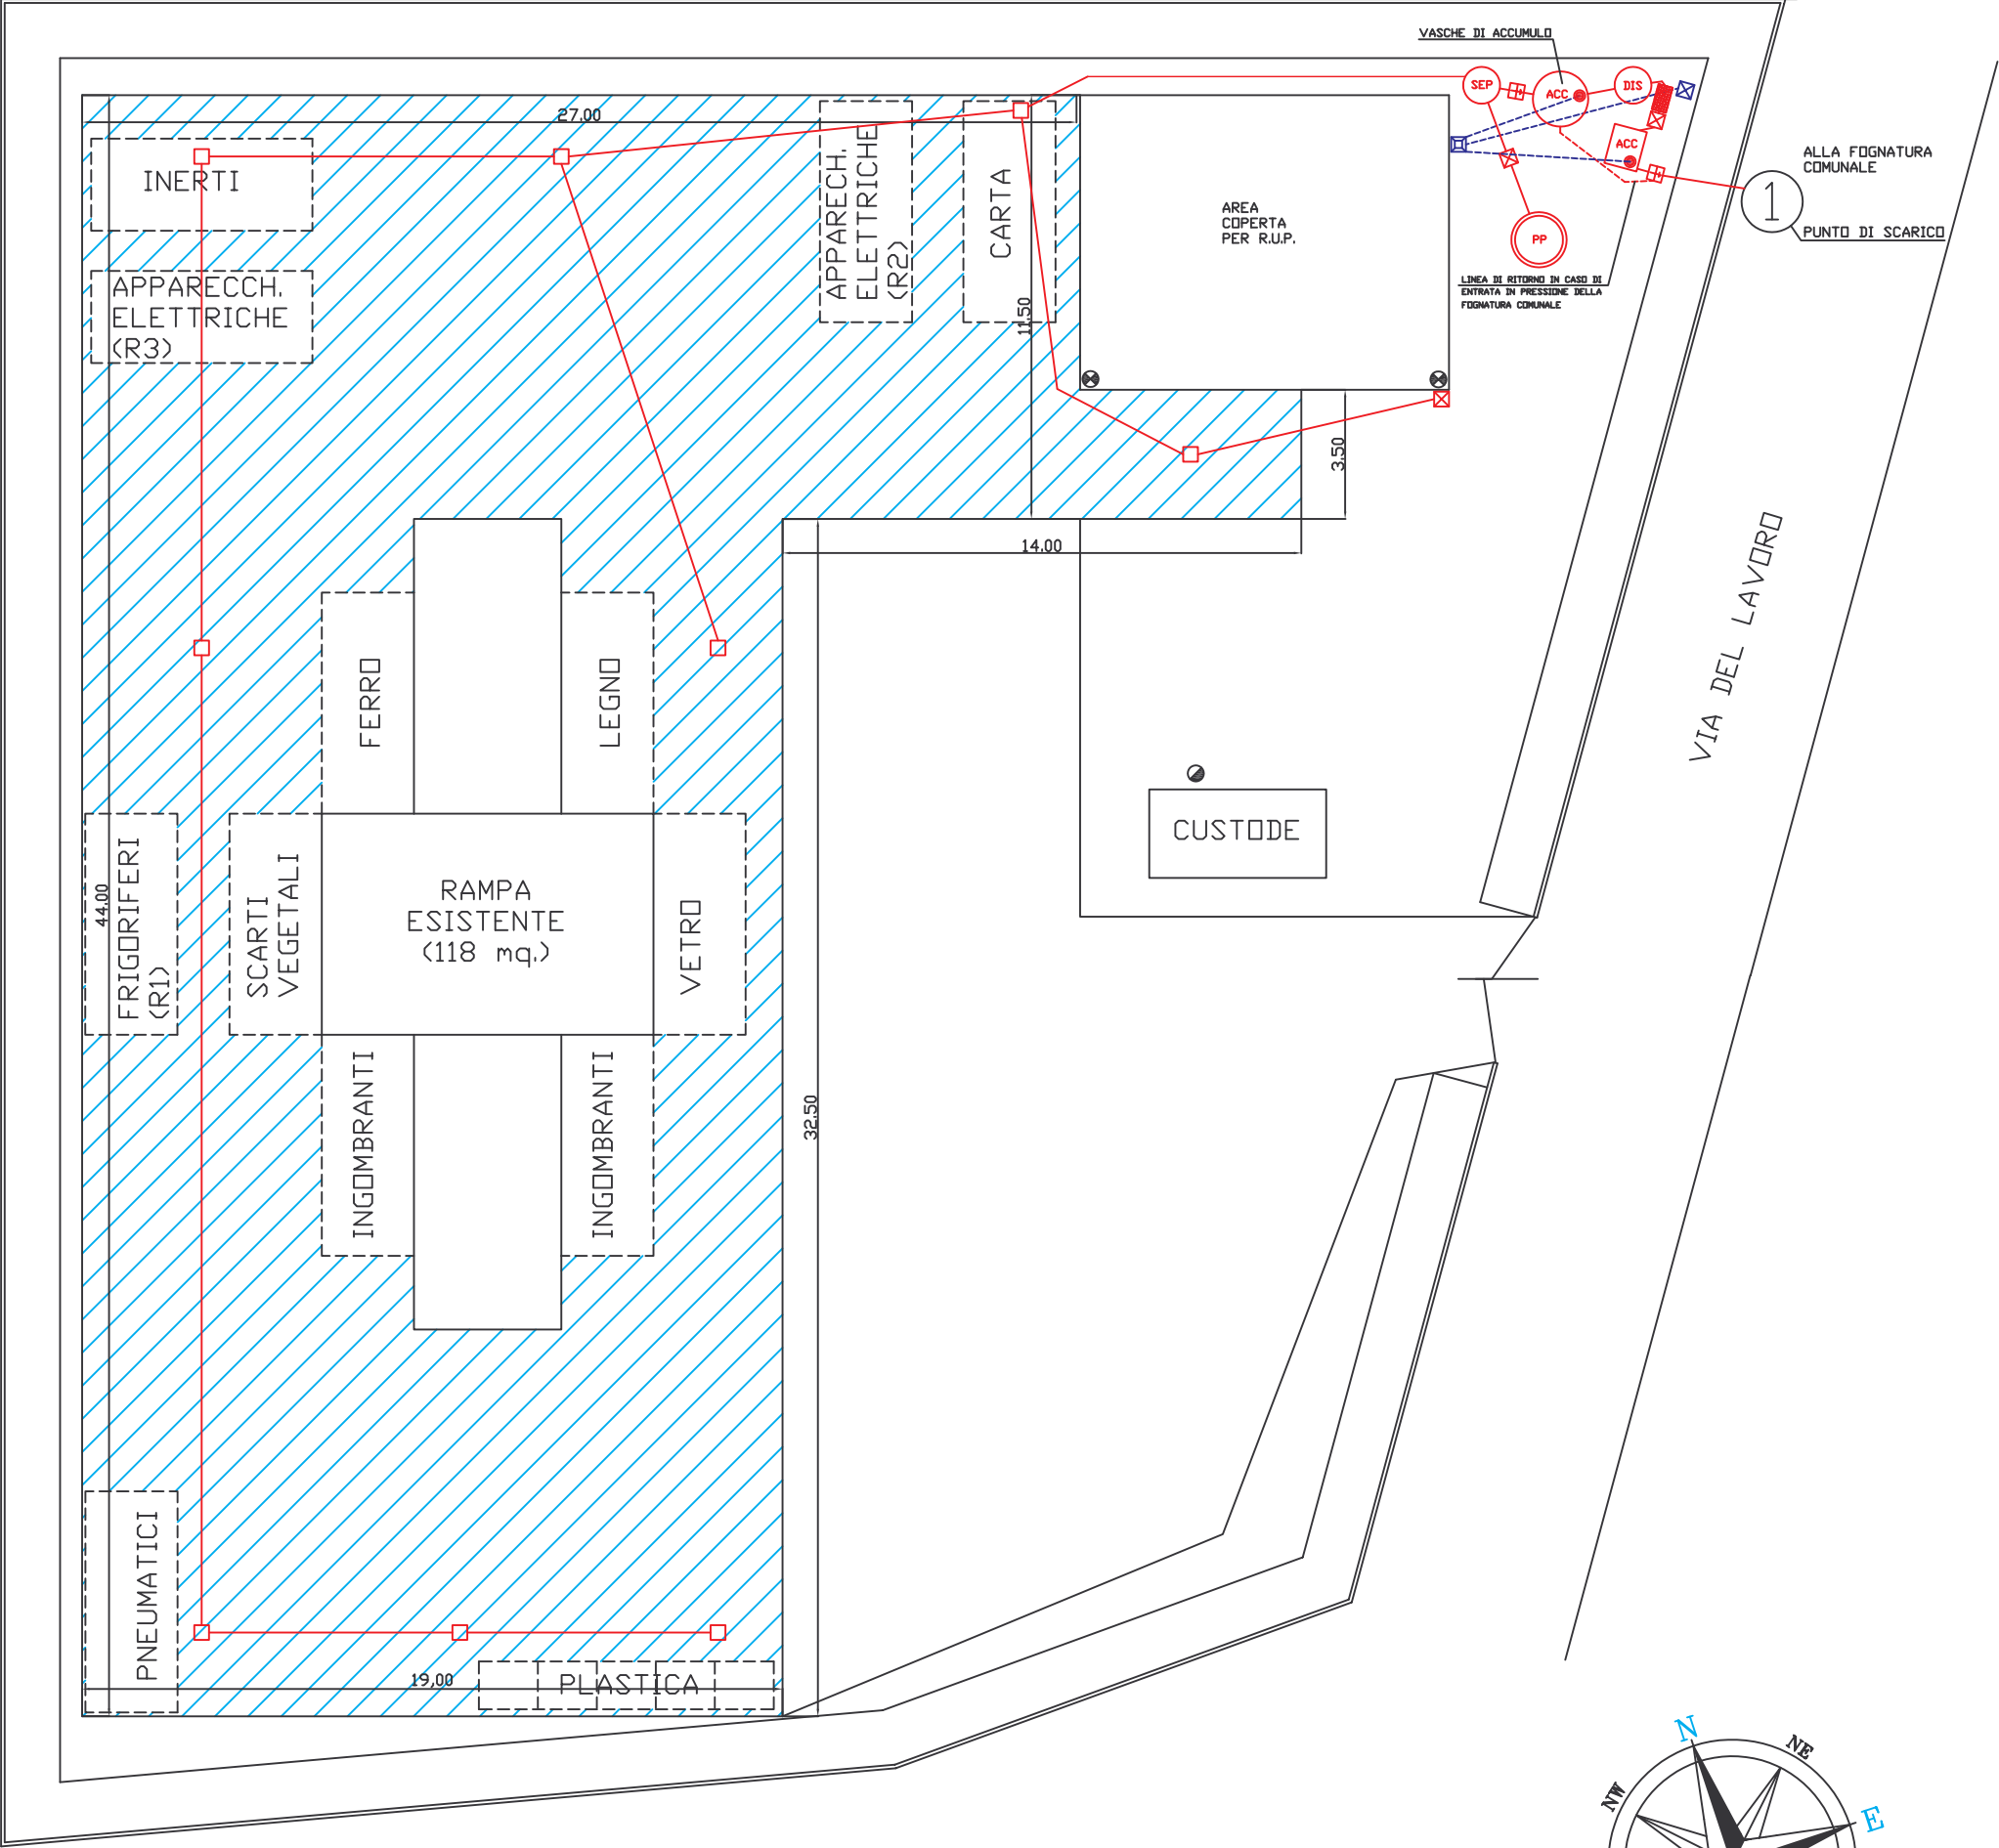 VASCHE DI ACCUMULO
SEP
ACC
DIS
ACC
ALLA FOGNATURA
COMUNALE
1
PUNTO DI SCARICO
PP
LINEA DI RITORNO IN CASO DI
ENTRATA IN PRESSIONE DELLA
FOGNATURA COMUNALE
27.00
INERTI
APPARECCH.
ELETTRICHE
(R3)
APPARECH.
ELETTRICHE
(R2)
CARTA
11.50
AREA
COPERTA
PER R.U.P.
3.50
14.00
FERRO
LEGNO
VIA DEL LAVORO
CUSTODE
44.00
FRIGORIFERI
(R1)
SCARTI
VEGETALI
RAMPA
ESISTENTE
(118 mq.)
VETRO
INGOMBRANTI
INGOMBRANTI
32.50
PNEUMATICI
19,00
PLASTICA
N
NE
NW
E